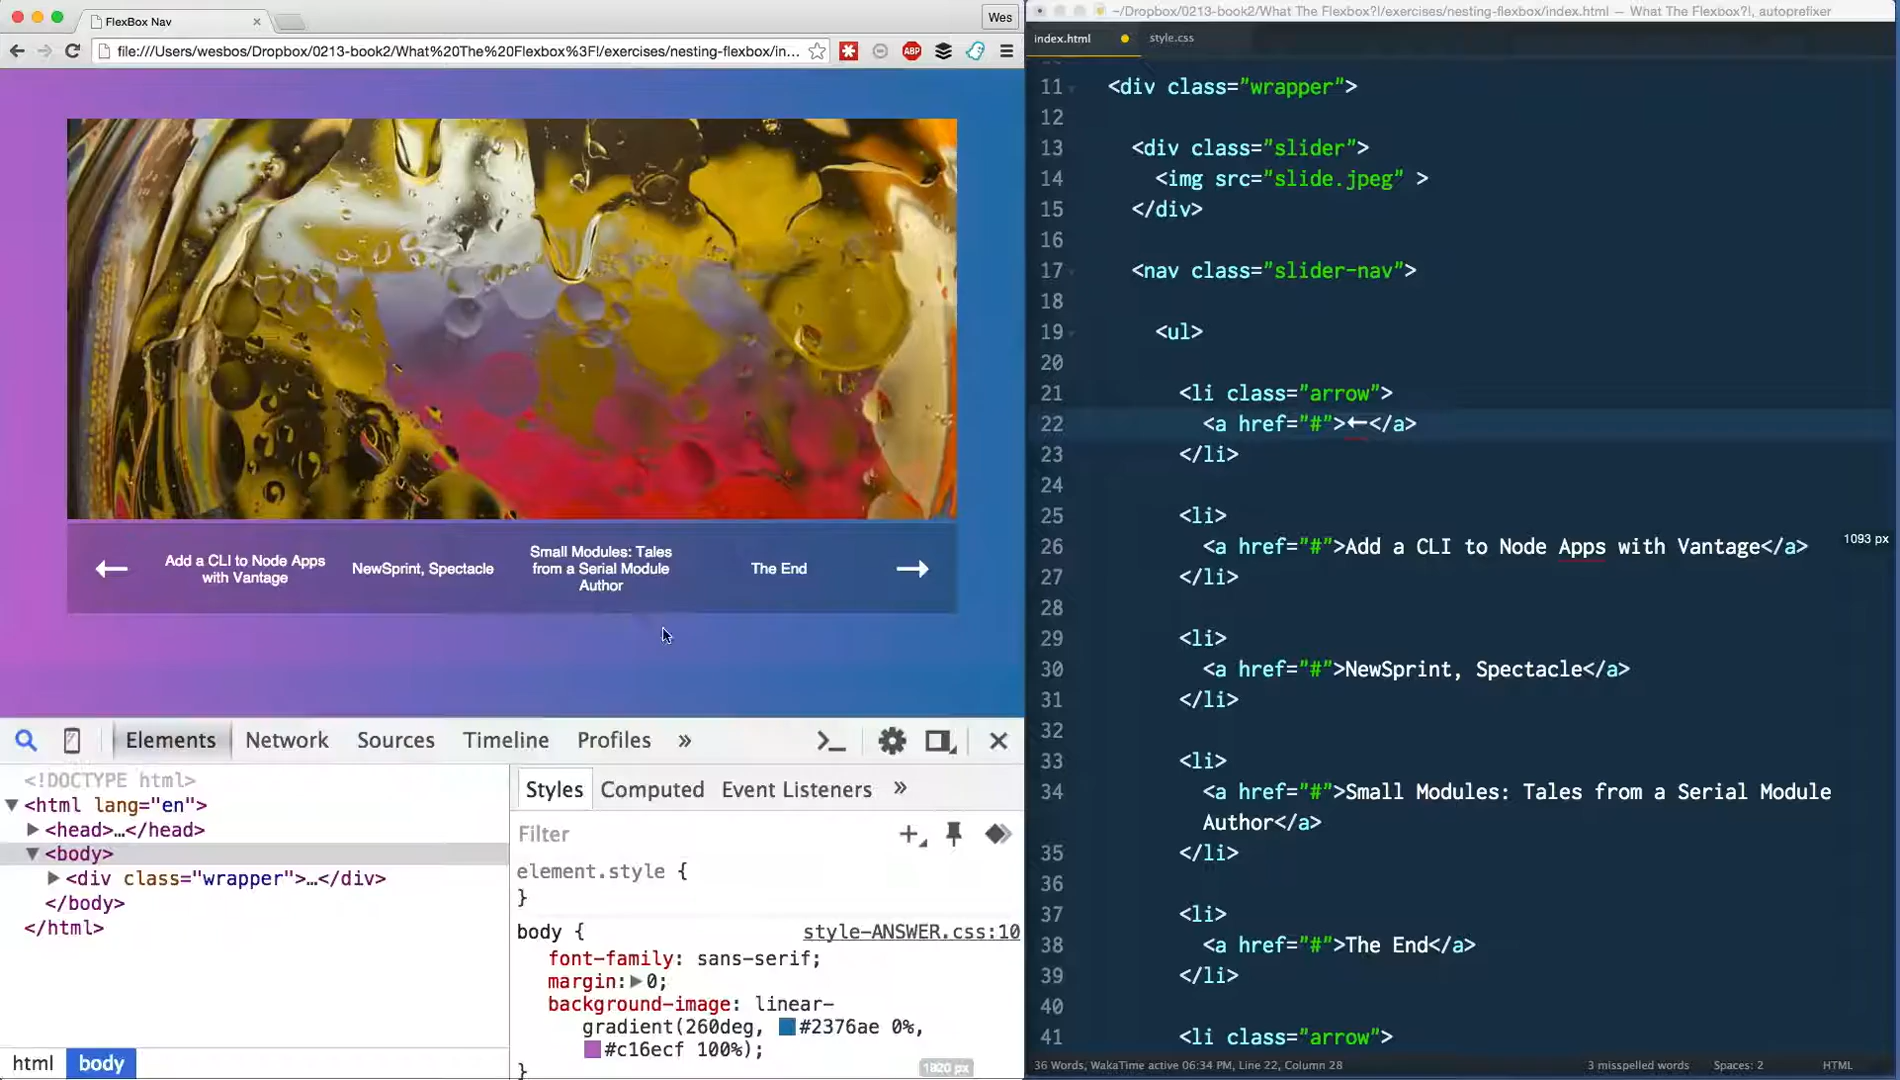 FlexBox Nav
Wes
file:///Users/wesbos/Dropbox/0213-book2/What%20The%20Flexbox%3F!/exercises/nesting-flexbox/in...
ABP
Add a CLI to Node Apps
with Vantage
NewSprint, Spectacle
Small Modules: Tales
from a Serial Module
Author
The End
Elements
Network
Sources
Timeline
Profiles
»
<!DOCTYPE html>
<html lang="en">
<head>…</head>
<body>
<div class="wrapper">…</div>
</body>
</html>
html
body
Styles
Computed
Event Listeners
»
Filter
element.style {
}
body {
style-ANSWER.css:10
font-family: sans-serif;
margin: 0;
background-image: linear-
gradient(260deg, #2376ae 0%,
#c16ecf 100%);
}
1920 px
~/Dropbox/0213-book2/What The Flexbox?!/exercises/nesting-flexbox/index.html — What The Flexbox?!, autoprefixer
index.html
style.css
11 <div class="wrapper">
12
13 <div class="slider">
14 <img src="slide.jpeg" >
15 </div>
16
17 <nav class="slider-nav">
18
19 <ul>
20
21 <li class="arrow">
22 <a href="#">←</a>
23 </li>
24
25 <li>
26 <a href="#">Add a CLI to Node Apps with Vantage</a>
27 </li>
28
29 <li>
30 <a href="#">NewSprint, Spectacle</a>
31 </li>
32
33 <li>
34 <a href="#">Small Modules: Tales from a Serial Module
Author</a>
35 </li>
36
37 <li>
38 <a href="#">The End</a>
39 </li>
40
41 <li class="arrow">
1093 px
36 Words, WakaTime active 06:34 PM, Line 22, Column 28
3 misspelled words
Spaces: 2
HTML